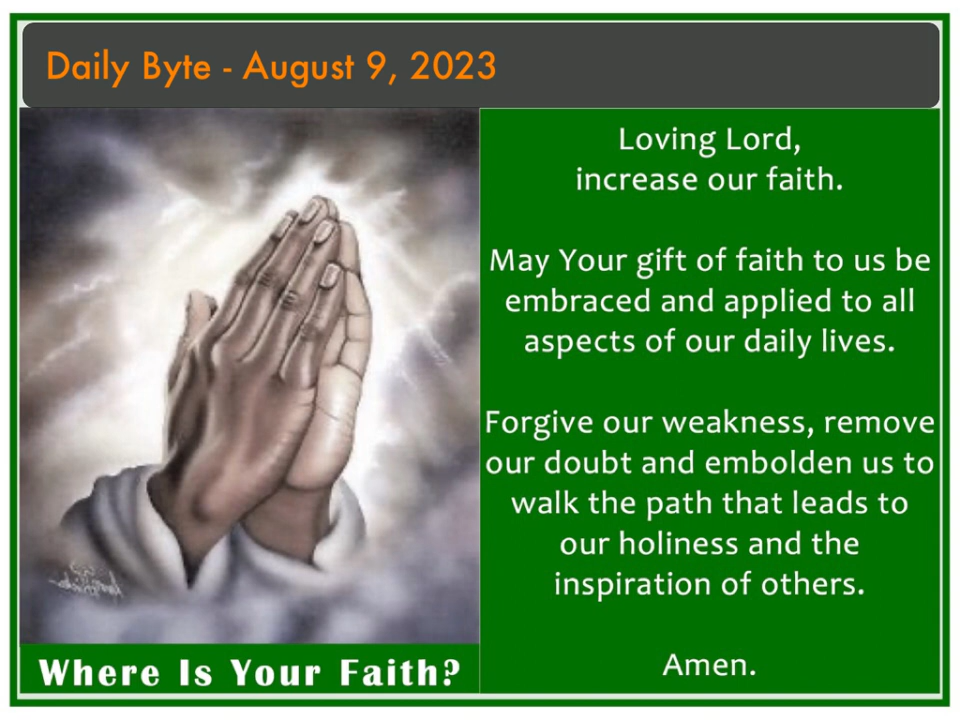 Daily Byte - August 9, 2023
Loving Lord,
increase our faith.
May Your gift of faith to us be
embraced and applied to all
aspects of our daily lives.
Forgive our weakness, remove
our doubt and embolden us to
walk the path that leads to
our holiness and the
inspiration of others.
Amen.
Where Is Your Faith?